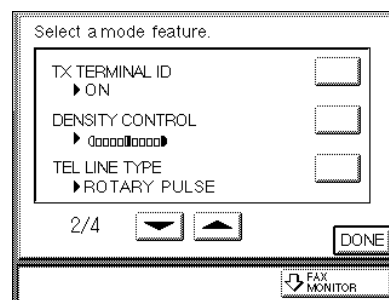 Select a mode feature.
TX TERMINAL ID
ON
DENSITY CONTROL
TEL LINE TYPE
ROTARY PULSE
2/4
DONE
FAX
MONITOR